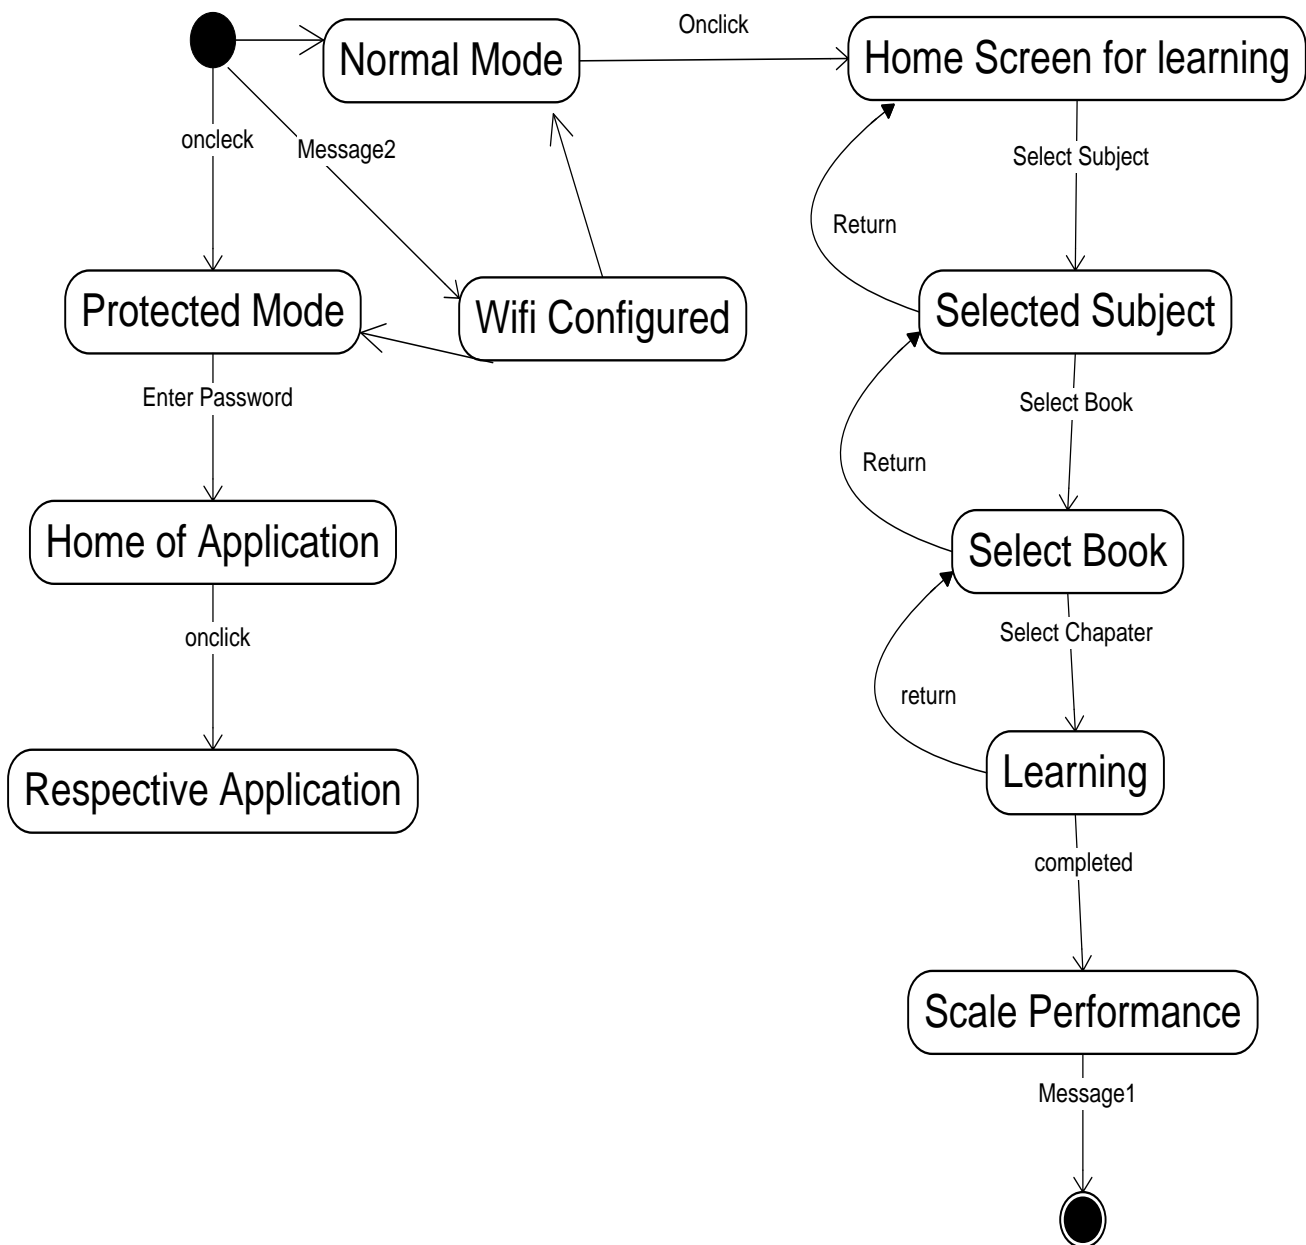 Onclick
Normal Mode
Home Screen for learning
oncleck
Message2
Select Subject
Return
Protected Mode
Wifi Configured
Selected Subject
Enter Password
Select Book
Return
Home of Application
Select Book
onclick
Select Chapater
return
Respective Application
Learning
completed
Scale Performance
Message1